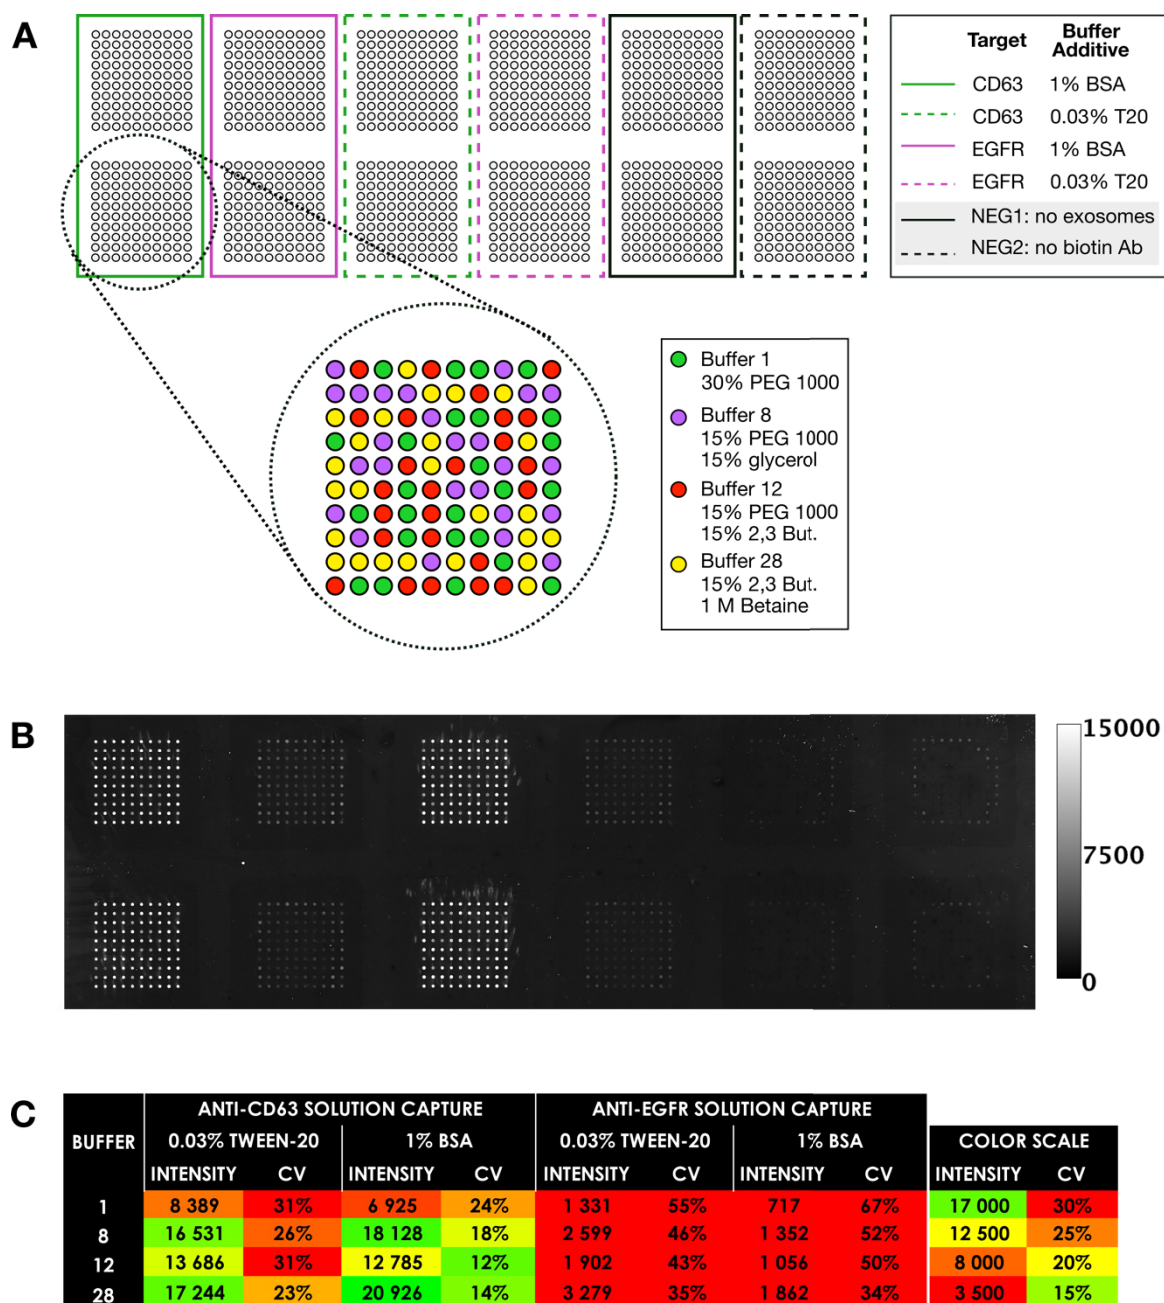 A
Target Buffer Additive
CD63 1% BSA
CD63 0.03% T20
EGFR 1% BSA
EGFR 0.03% T20
NEG1: no exosomes
NEG2: no biotin Ab
Buffer 1
30% PEG 1000
Buffer 8
15% PEG 1000
15% glycerol
Buffer 12
15% PEG 1000
15% 2,3 But.
Buffer 28
15% 2,3 But.
1 M Betaine
B
15000
7500
0
C
ANTI-CD63 SOLUTION CAPTURE ANTI-EGFR SOLUTION CAPTURE
BUFFER 0.03% TWEEN-20 1% BSA 0.03% TWEEN-20 1% BSA COLOR SCALE
INTENSITY CV INTENSITY CV INTENSITY CV INTENSITY CV INTENSITY CV
1 8 389 31% 6 925 24% 1 331 55% 717 67% 17 000 30%
8 16 531 26% 18 128 18% 2 599 46% 1 352 52% 12 500 25%
12 13 686 31% 12 785 12% 1 902 43% 1 056 50% 8 000 20%
28 17 244 23% 20 926 14% 3 279 35% 1 862 34% 3 500 15%